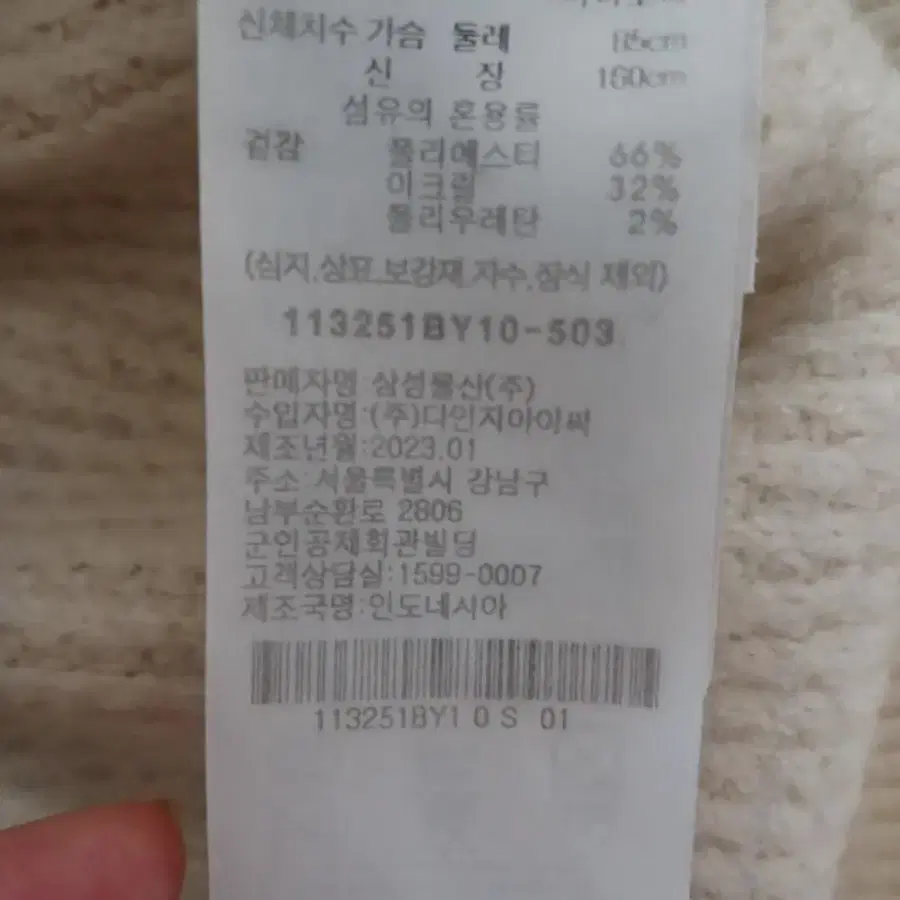 신체치수 가슴 둘레 85cm
신 장 160cm
섬유의 혼용률
겉감 폴리에스터 66%
아크릴 32%
폴리우레탄 2%
(심지,상표,보강재,자수,장식 제외)
113251BY10-503
판매자명:삼성물산(주)
수입자명:(주)디인지아이씨
제조년월:2023.01
주소:서울특별시 강남구
남부순환로 2806
군인공제회관빌딩
고객상담실:1599-0007
제조국명:인도네시아
113251BY10S 01